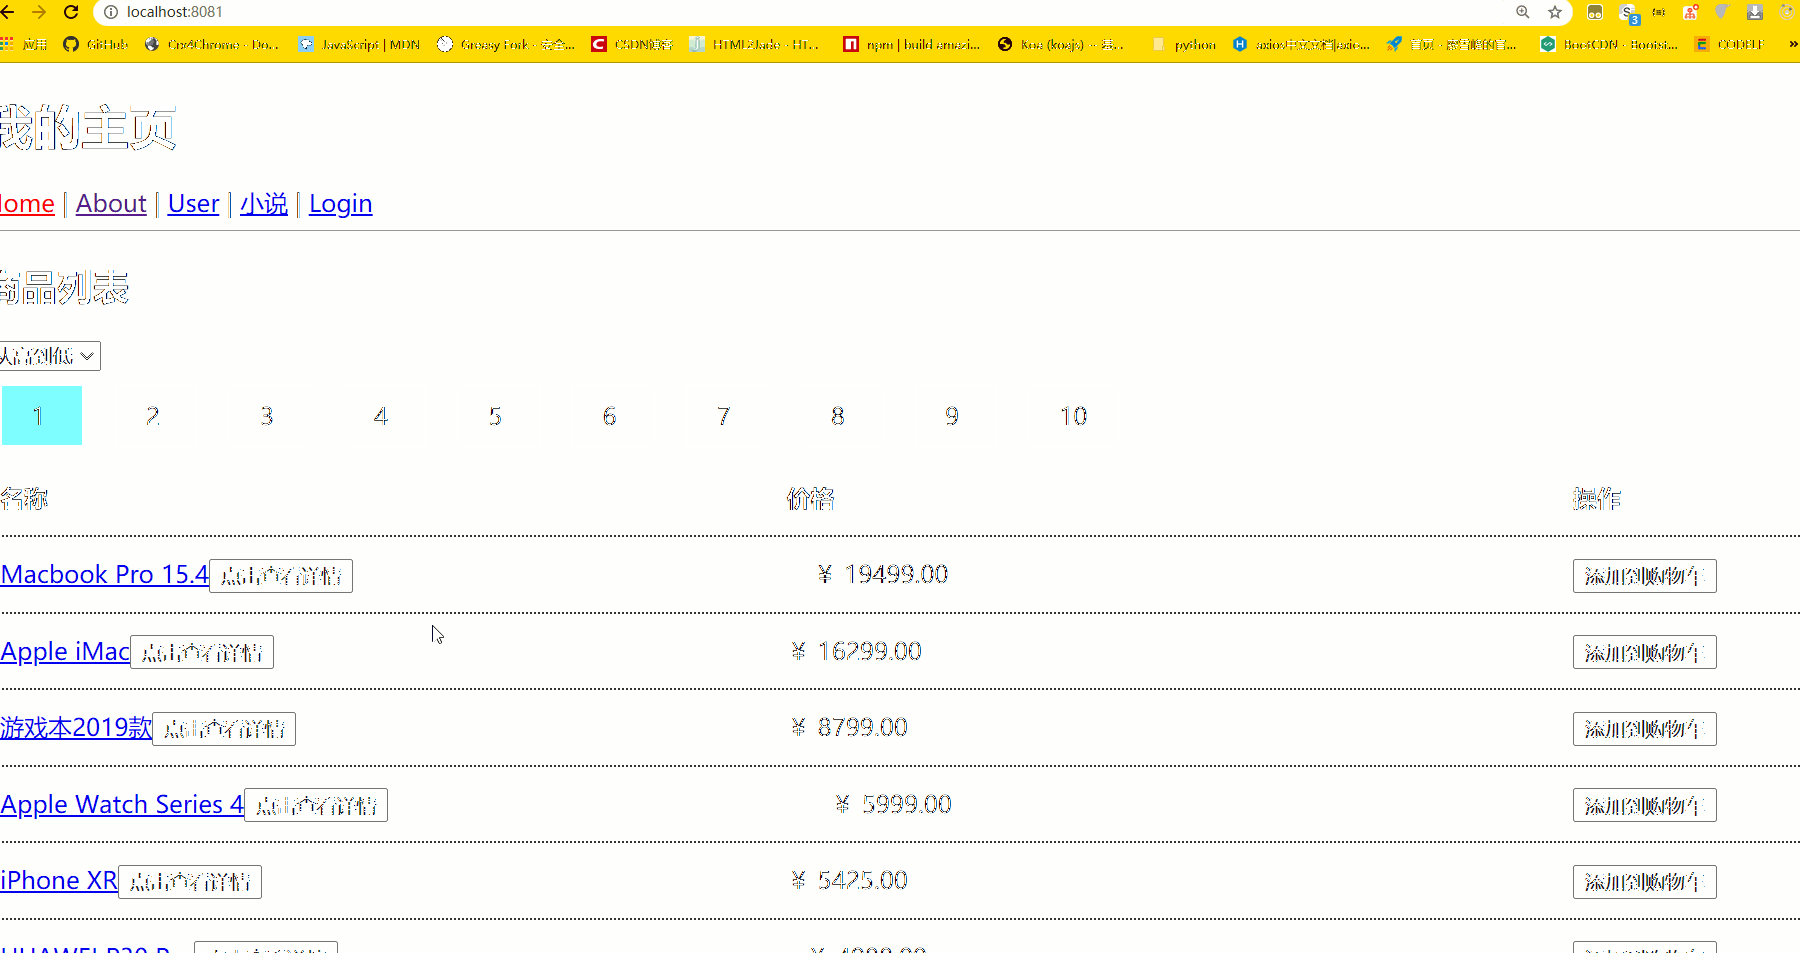 localhost:8081
应用 GitHub Crx4Chrome - Do... JavaScript | MDN Greasy Fork - 安全... CSDN博客 HTML2Jade - HT... npm | build amazi... Koa (koajs) -- 基... python axios中文文档|axio... BootCDN - Bootst... CODELF »
我的主页
Home | About | User | 小说 | Login
商品列表
从高到低
1 2 3 4 5 6 7 8 9 10
名称 价格 操作
Macbook Pro 15.4 点击查看详情 ¥ 19499.00 添加到购物车
Apple iMac 点击查看详情 ¥ 16299.00 添加到购物车
游戏本2019款 点击查看详情 ¥ 8799.00 添加到购物车
Apple Watch Series 4 点击查看详情 ¥ 5999.00 添加到购物车
iPhone XR 点击查看详情 ¥ 5425.00 添加到购物车